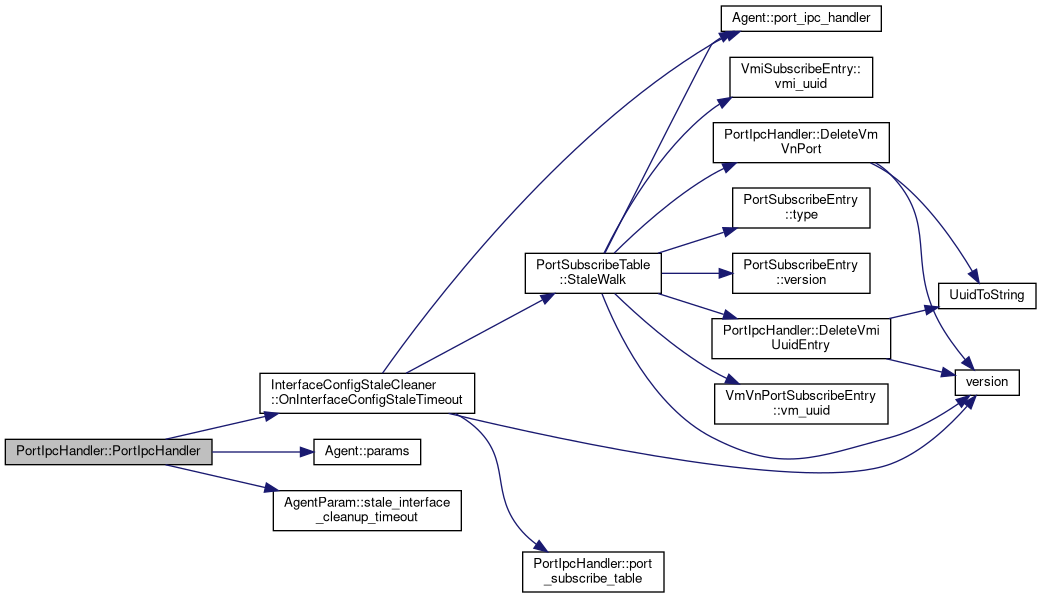 Agent::port_ipc_handler
VmiSubscribeEntry::
vmi_uuid
PortIpcHandler::DeleteVm
VnPort
PortSubscribeEntry
::type
PortSubscribeTable
::StaleWalk
PortSubscribeEntry
::version
UuidToString
PortIpcHandler::DeleteVmi
UuidEntry
version
InterfaceConfigStaleCleaner
::OnInterfaceConfigStaleTimeout
VmVnPortSubscribeEntry
::vm_uuid
PortIpcHandler::PortIpcHandler
Agent::params
AgentParam::stale_interface
_cleanup_timeout
PortIpcHandler::port
_subscribe_table